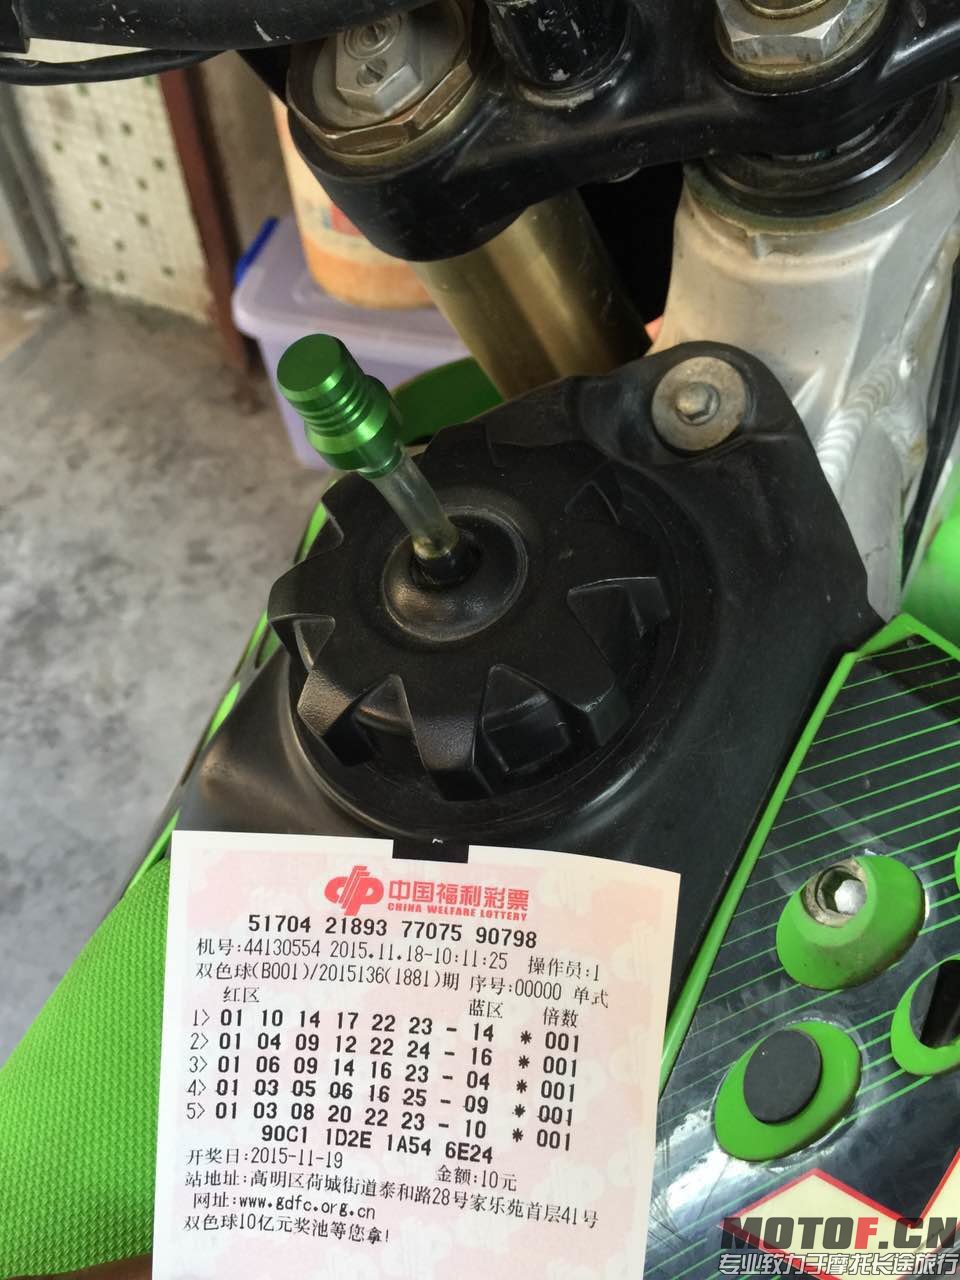 中国福利彩票
CHINA WELFARE LOTTERY
51704 21893 77075 90798
机号:44130554 2015.11.18-10:11:25 操作员:1
双色球(B001)/2015136(1881)期 序号:00000 单式
红区 蓝区 倍数
1> 01 10 14 17 22 23 - 14 * 001
2> 01 04 09 12 22 24 - 16 * 001
3> 01 06 09 14 16 23 - 04 * 001
4> 01 03 05 06 16 25 - 09 * 001
5> 01 03 08 20 22 23 - 10 * 001
90C1 1D2E 1A54 6E24
开奖日:2015-11-19 金额:10元
站地址:高明区荷城街道泰和路28号家乐苑首层41号
网址:www.gdfc.org.cn
双色球10亿元奖池等您拿!
MOTOF.CN
专业致力于摩托长途旅行